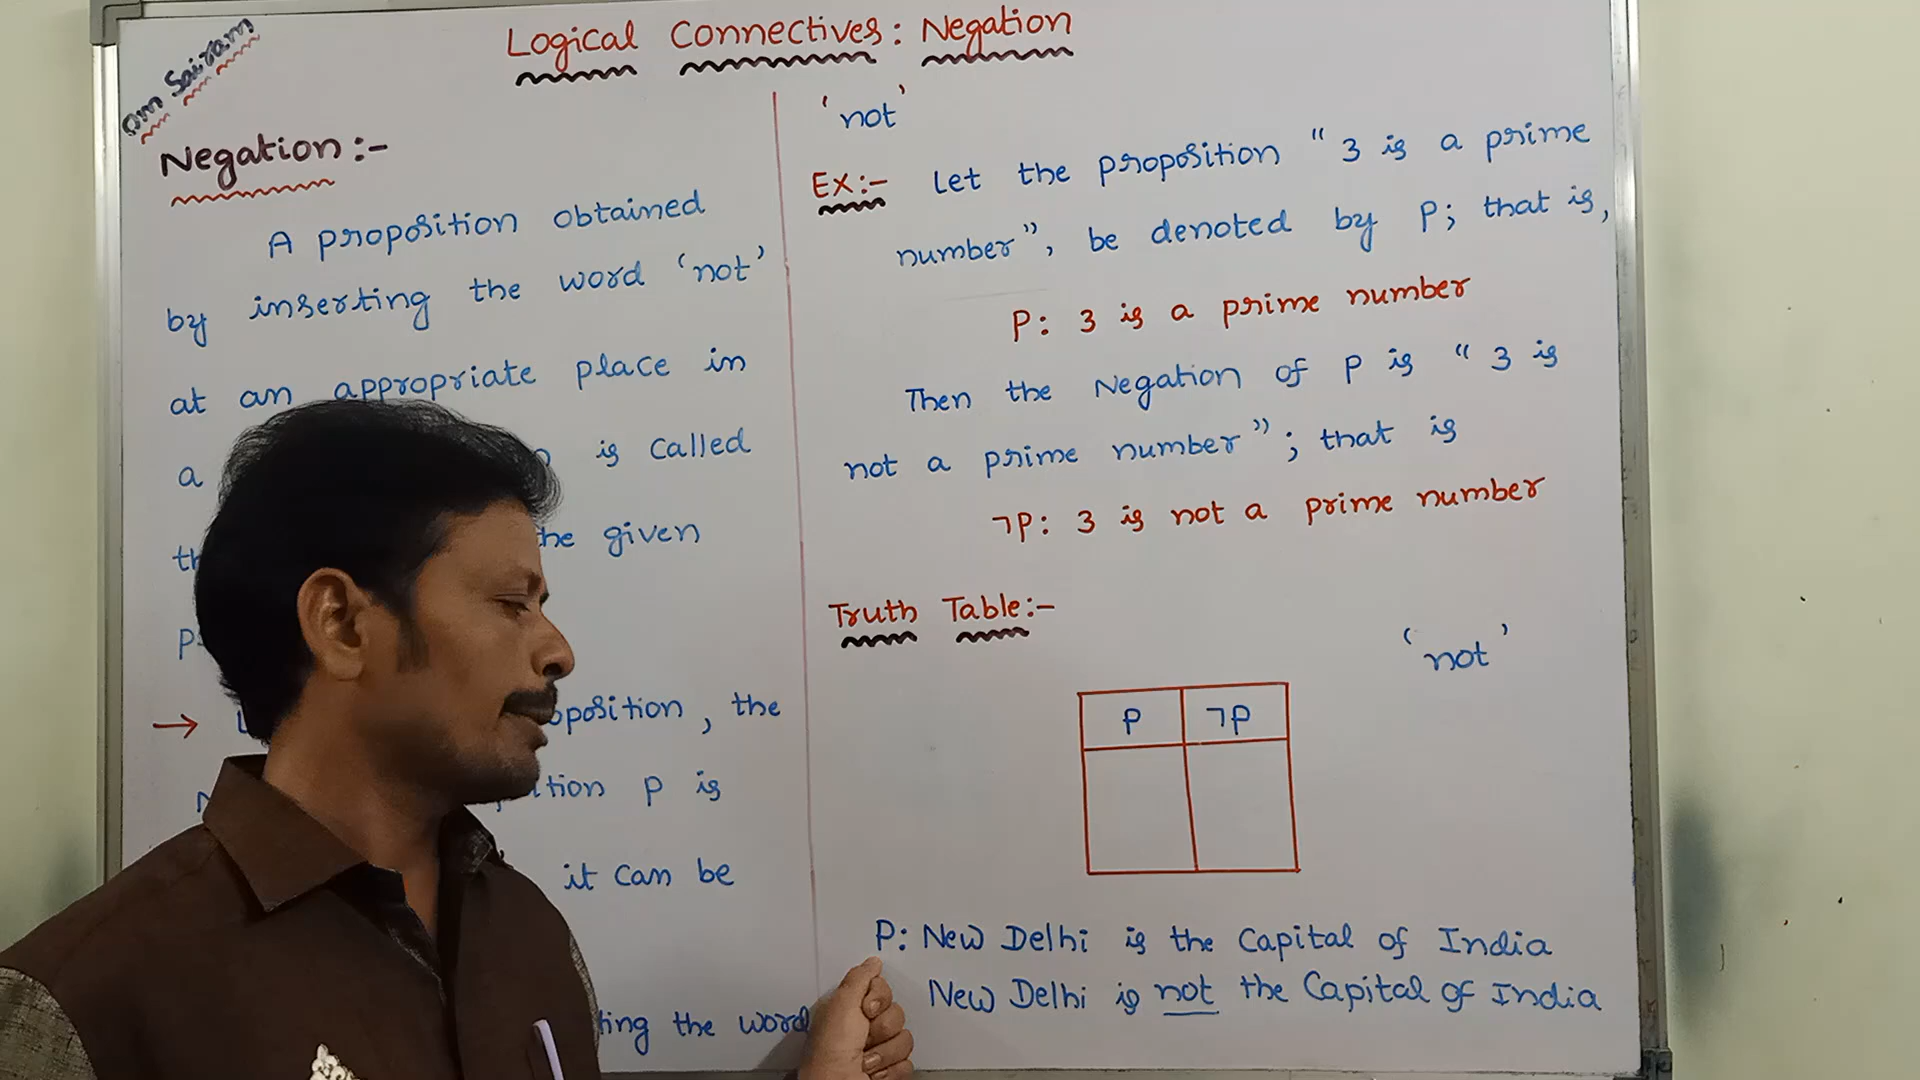 Om Sairam
Logical Connectives: Negation
Negation:-
A proposition obtained
by inserting the word 'not'
at an appropriate place in
a is called
the given
position, the
P is
it can be
ting the word
'not'
Ex:- Let the proposition "3 is a prime
number", be denoted by P; that is,
P: 3 is a prime number
Then the Negation of P is "3 is
not a prime number"; that is
¬P: 3 is not a prime number
Truth Table:-
'not'
P ¬P
P: New Delhi is the Capital of India
New Delhi is not the Capital of India